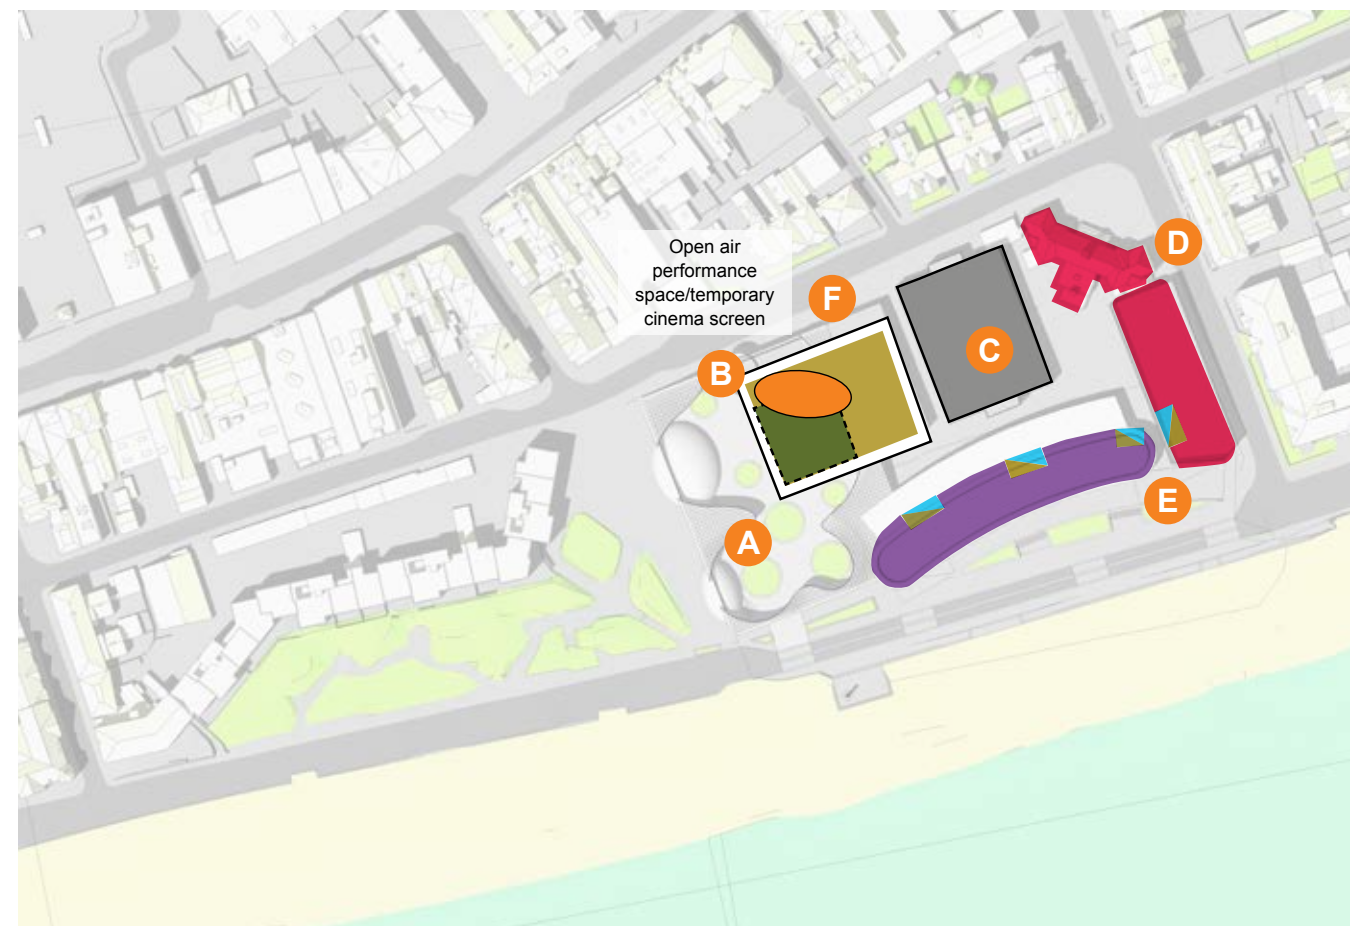 Open air
performance
space/temporary
cinema screen
D
F
C
B
E
A